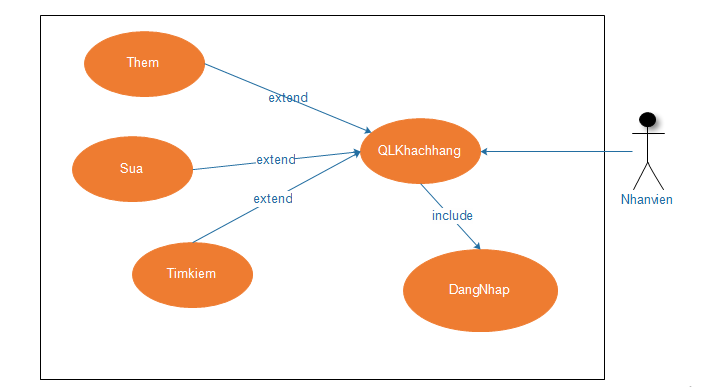 Them
extend
QLKhachhang
Sua
extend
extend
Nhanvien
include
Timkiem
DangNhap